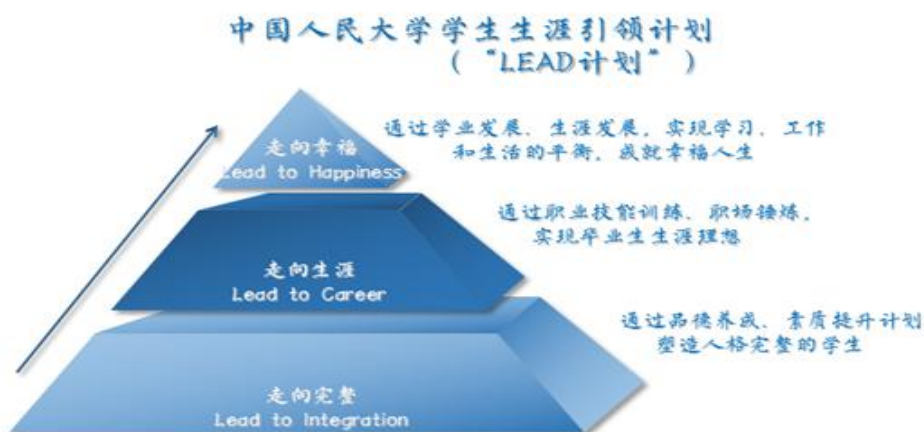 中国人民大学学生生涯引领计划
（“LEAD计划”）
走向幸福
Lead to Happiness
通过学业发展、生涯发展，实现学习、工作
和生活的平衡，成就幸福人生
走向生涯
Lead to Career
通过职业技能训练、职场锤炼，
实现毕业生生涯理想
走向完整
Lead to Integration
通过品德养成、素质提升计划
塑造人格完整的学生